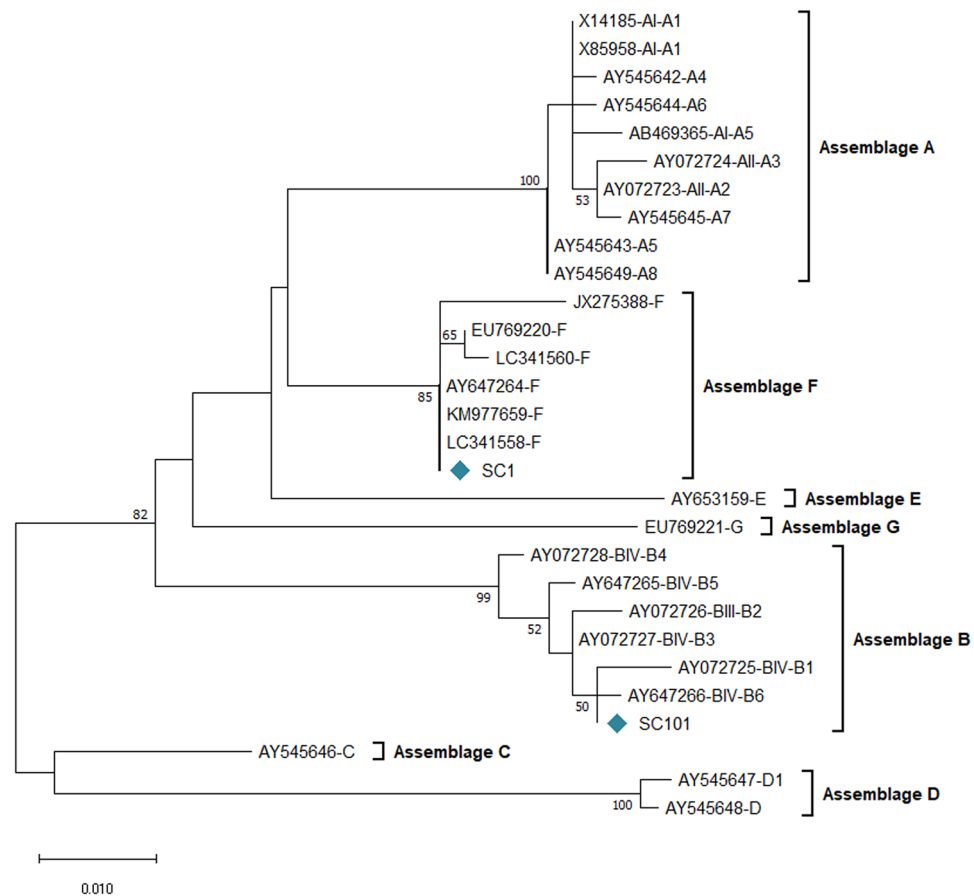 X14185-AI-A1
X85958-AI-A1
AY545642-A4
AY545644-A6
AB469365-AI-A5
Assemblage A
AY072724-AII-A3
100
AY072723-AII-A2
53
AY545645-A7
AY545643-A5
AY545649-A8
JX275388-F
EU769220-F
65
LC341560-F
AY647264-F
Assemblage F
85
KM977659-F
LC341558-F
SC1
AY653159-E
Assemblage E
82
EU769221-G
Assemblage G
AY072728-BIV-B4
AY647265-BIV-B5
99
AY072726-BIII-B2
52
AY072727-BIV-B3
Assemblage B
AY072725-BIV-B1
AY647266-BIV-B6
50
SC101
AY545646-C
Assemblage C
AY545647-D1
Assemblage D
100
AY545648-D
0.010